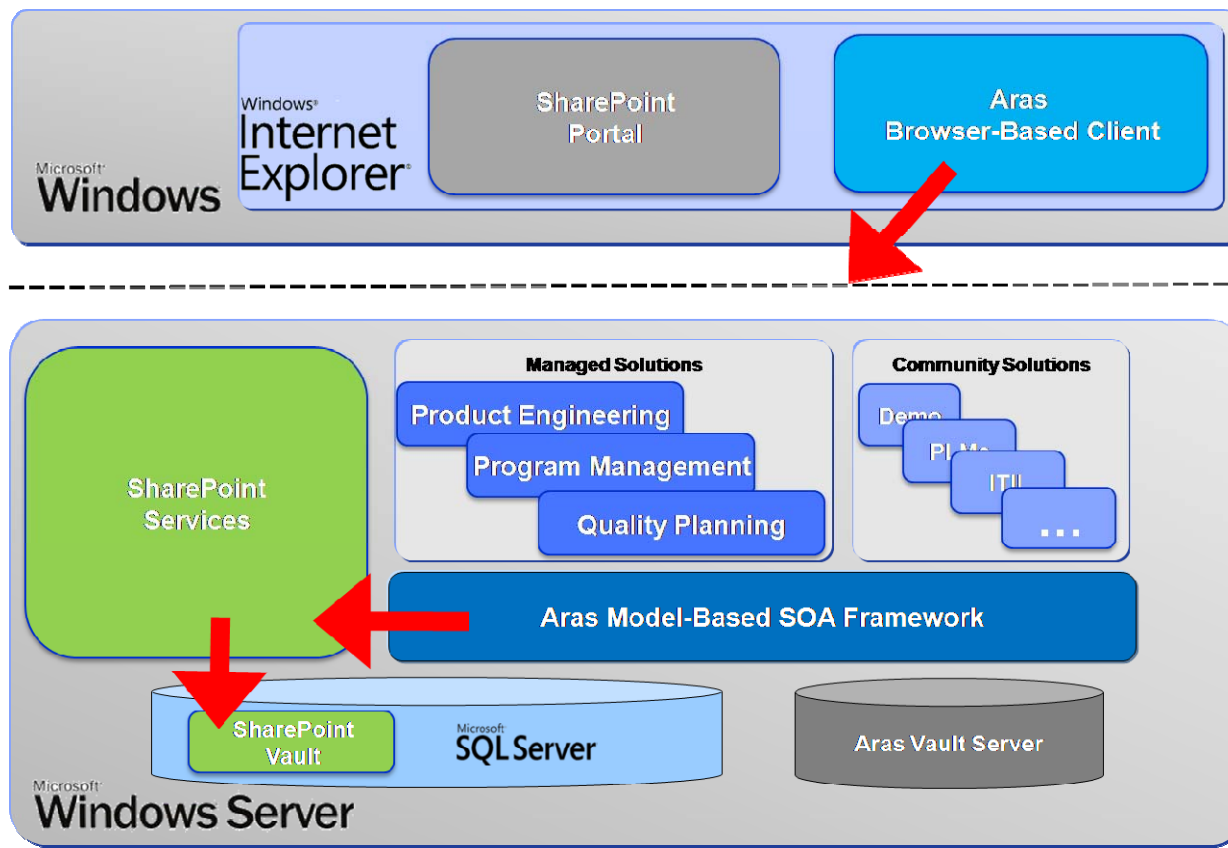 Microsoft®
Windows
Windows®
Internet
Explorer®
SharePoint
Portal
Aras
Browser-Based Client
SharePoint
Services
Managed Solutions
Product Engineering
Program Management
Quality Planning
Community Solutions
Demo
ITIL
...
Aras Model-Based SOA Framework
SharePoint
Vault
Microsoft®
SQL Server
Aras Vault Server
Microsoft®
Windows Server